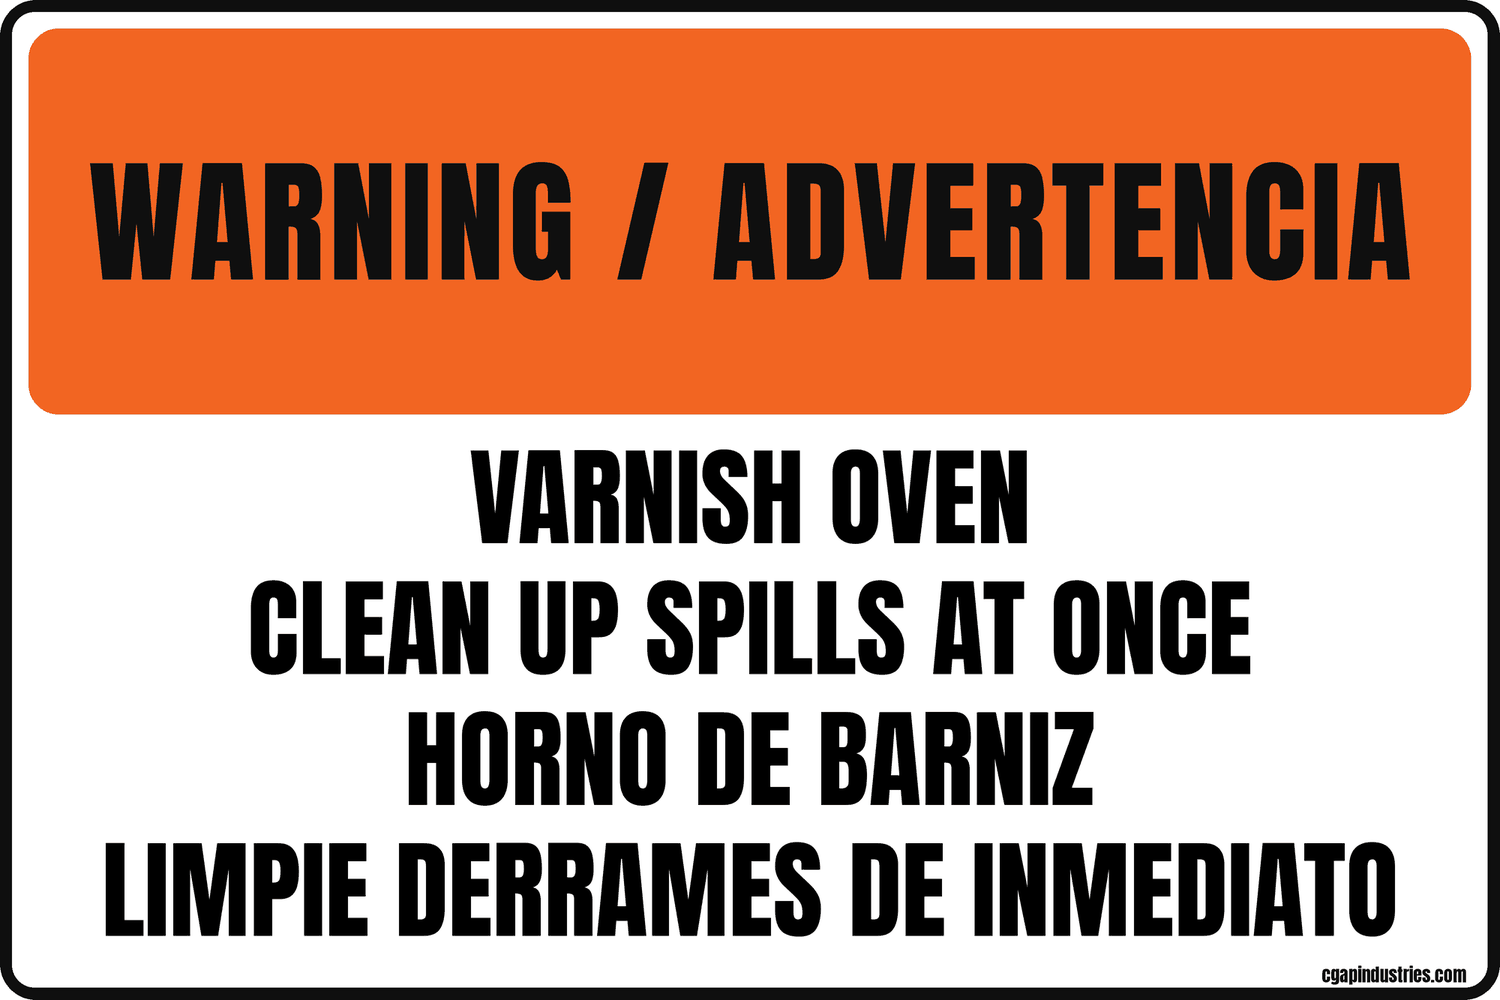 WARNING / ADVERTENCIA
VARNISH OVEN
CLEAN UP SPILLS AT ONCE
HORNO DE BARNIZ
LIMPIE DERRAMES DE INMEDIATO
cgapindustries.com